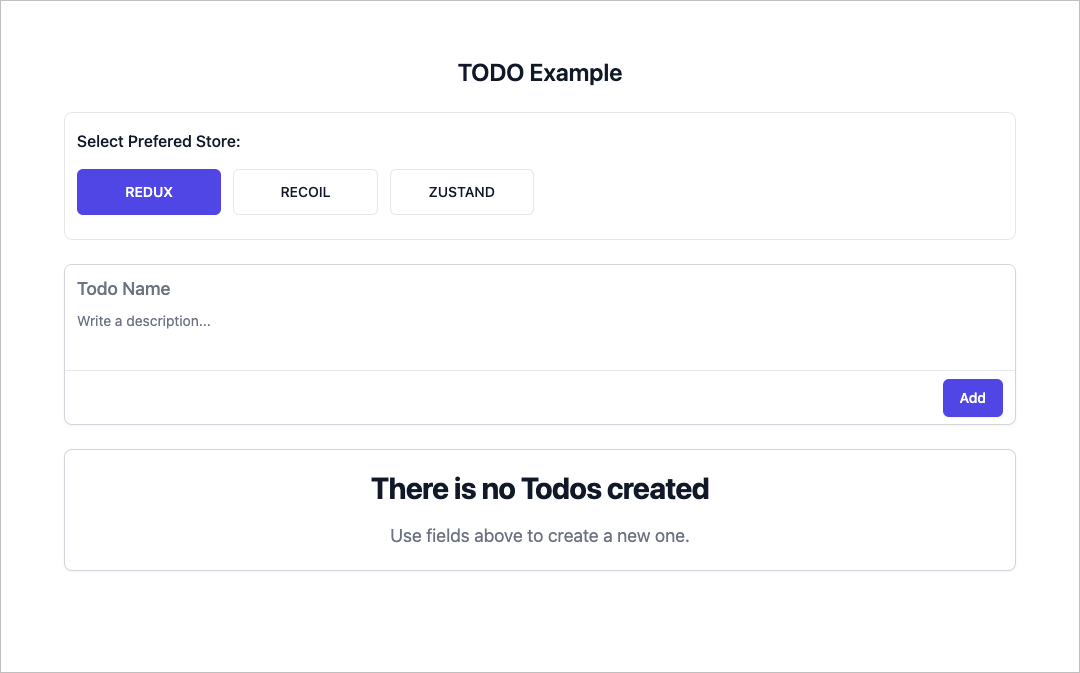 TODO Example
Select Prefered Store:
REDUX RECOIL ZUSTAND
Todo Name
Write a description...
Add
There is no Todos created
Use fields above to create a new one.